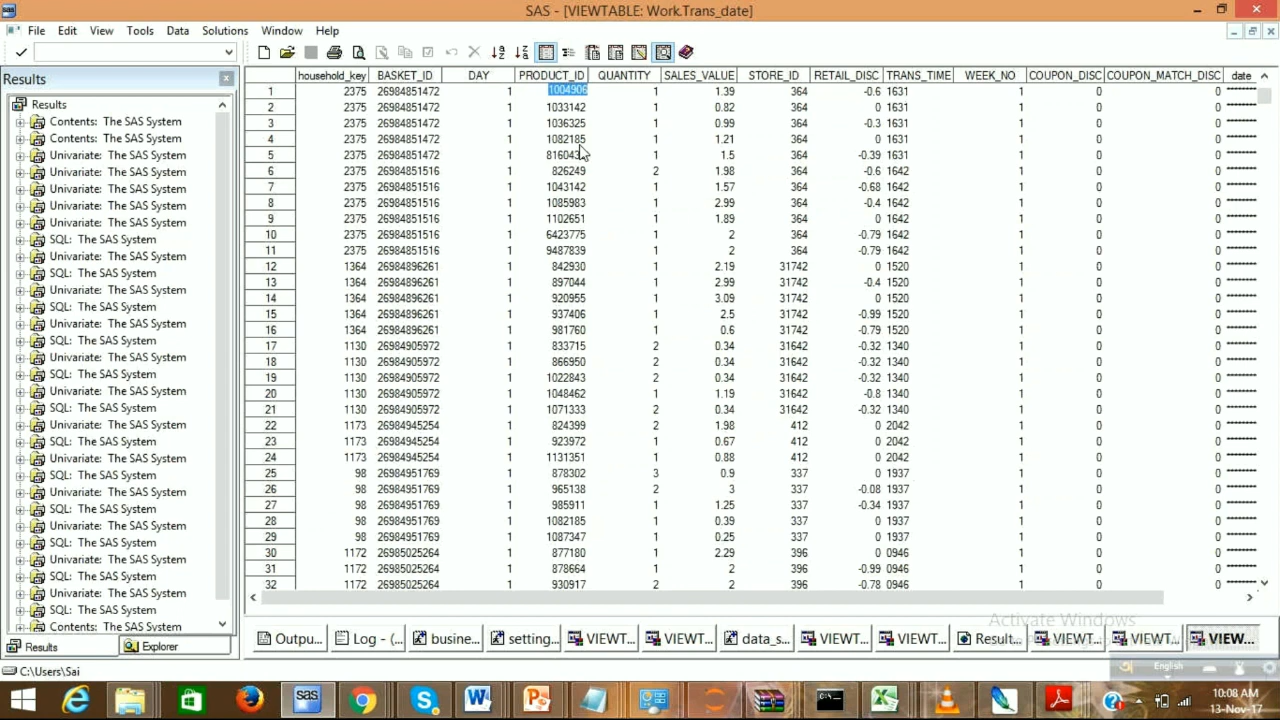 SAS - [VIEWTABLE: Work.Trans_date]
File Edit View Tools Data Solutions Window Help
Results
household_key BASKET_ID DAY PRODUCT_ID QUANTITY SALES_VALUE STORE_ID RETAIL_DISC TRANS_TIME WEEK_NO COUPON_DISC COUPON_MATCH_DISC date
1 2375 26984851472 1 1004906 1 1.39 364 -0.6 1631 1 0 0 ********
2 2375 26984851472 1 1033142 1 0.82 364 0 1631 1 0 0 ********
3 2375 26984851472 1 1036325 1 0.99 364 -0.3 1631 1 0 0 ********
4 2375 26984851472 1 1082185 1 1.21 364 0 1631 1 0 0 ********
5 2375 26984851472 1 1 1.5 364 -0.39 1631 1 0 0 ********
6 2375 26984851516 1 826249 2 1.98 364 -0.6 1642 1 0 0 ********
7 2375 26984851516 1 1043142 1 1.57 364 -0.68 1642 1 0 0 ********
8 2375 26984851516 1 1085983 1 2.99 364 -0.4 1642 1 0 0 ********
9 2375 26984851516 1 1102651 1 1.89 364 0 1642 1 0 0 ********
10 2375 26984851516 1 6423775 1 2 364 -0.79 1642 1 0 0 ********
11 2375 26984851516 1 9487839 1 2 364 -0.79 1642 1 0 0 ********
12 1364 26984896261 1 842930 1 2.19 31742 0 1520 1 0 0 ********
13 1364 26984896261 1 897044 1 2.99 31742 -0.4 1520 1 0 0 ********
14 1364 26984896261 1 920955 1 3.09 31742 0 1520 1 0 0 ********
15 1364 26984896261 1 937406 1 2.5 31742 -0.99 1520 1 0 0 ********
16 1364 26984896261 1 981760 1 0.6 31742 -0.79 1520 1 0 0 ********
17 1130 26984905972 1 833715 2 0.34 31642 -0.32 1340 1 0 0 ********
18 1130 26984905972 1 866950 2 0.34 31642 -0.32 1340 1 0 0 ********
19 1130 26984905972 1 1022843 2 0.34 31642 -0.32 1340 1 0 0 ********
20 1130 26984905972 1 1048462 1 1.19 31642 -0.8 1340 1 0 0 ********
21 1130 26984905972 1 1071333 2 0.34 31642 -0.32 1340 1 0 0 ********
22 1173 26984945254 1 824399 2 1.98 412 0 2042 1 0 0 ********
23 1173 26984945254 1 923972 1 0.67 412 0 2042 1 0 0 ********
24 1173 26984945254 1 1131351 1 0.88 412 0 2042 1 0 0 ********
25 98 26984951769 1 878302 3 0.9 337 0 1937 1 0 0 ********
26 98 26984951769 1 965138 2 3 337 -0.08 1937 1 0 0 ********
27 98 26984951769 1 985911 1 1.25 337 -0.34 1937 1 0 0 ********
28 98 26984951769 1 1082185 1 0.39 337 0 1937 1 0 0 ********
29 98 26984951769 1 1087347 1 0.25 337 0 1937 1 0 0 ********
30 1172 26985025264 1 877180 1 2.29 396 0 0946 1 0 0 ********
31 1172 26985025264 1 878664 1 2 396 -0.99 0946 1 0 0 ********
32 1172 26985025264 1 930917 2 2 396 -0.78 0946 1 0 0 ********
Results
Contents: The SAS System
Contents: The SAS System
Univariate: The SAS System
Univariate: The SAS System
Univariate: The SAS System
Univariate: The SAS System
Univariate: The SAS System
SQL: The SAS System
Univariate: The SAS System
SQL: The SAS System
Univariate: The SAS System
SQL: The SAS System
Univariate: The SAS System
SQL: The SAS System
Univariate: The SAS System
SQL: The SAS System
Univariate: The SAS System
SQL: The SAS System
Univariate: The SAS System
SQL: The SAS System
Univariate: The SAS System
SQL: The SAS System
Univariate: The SAS System
SQL: The SAS System
Univariate: The SAS System
SQL: The SAS System
Univariate: The SAS System
SQL: The SAS System
Univariate: The SAS System
SQL: The SAS System
Contents: The SAS System
Results Explorer
Activate Windows
Outpu... Log - (... busine... setting... VIEWT... VIEWT... data_s... VIEWT... VIEWT... Result... VIEWT... VIEWT... VIEW...
C:\Users\Sai
English
sas
10:08 AM
13-Nov-17